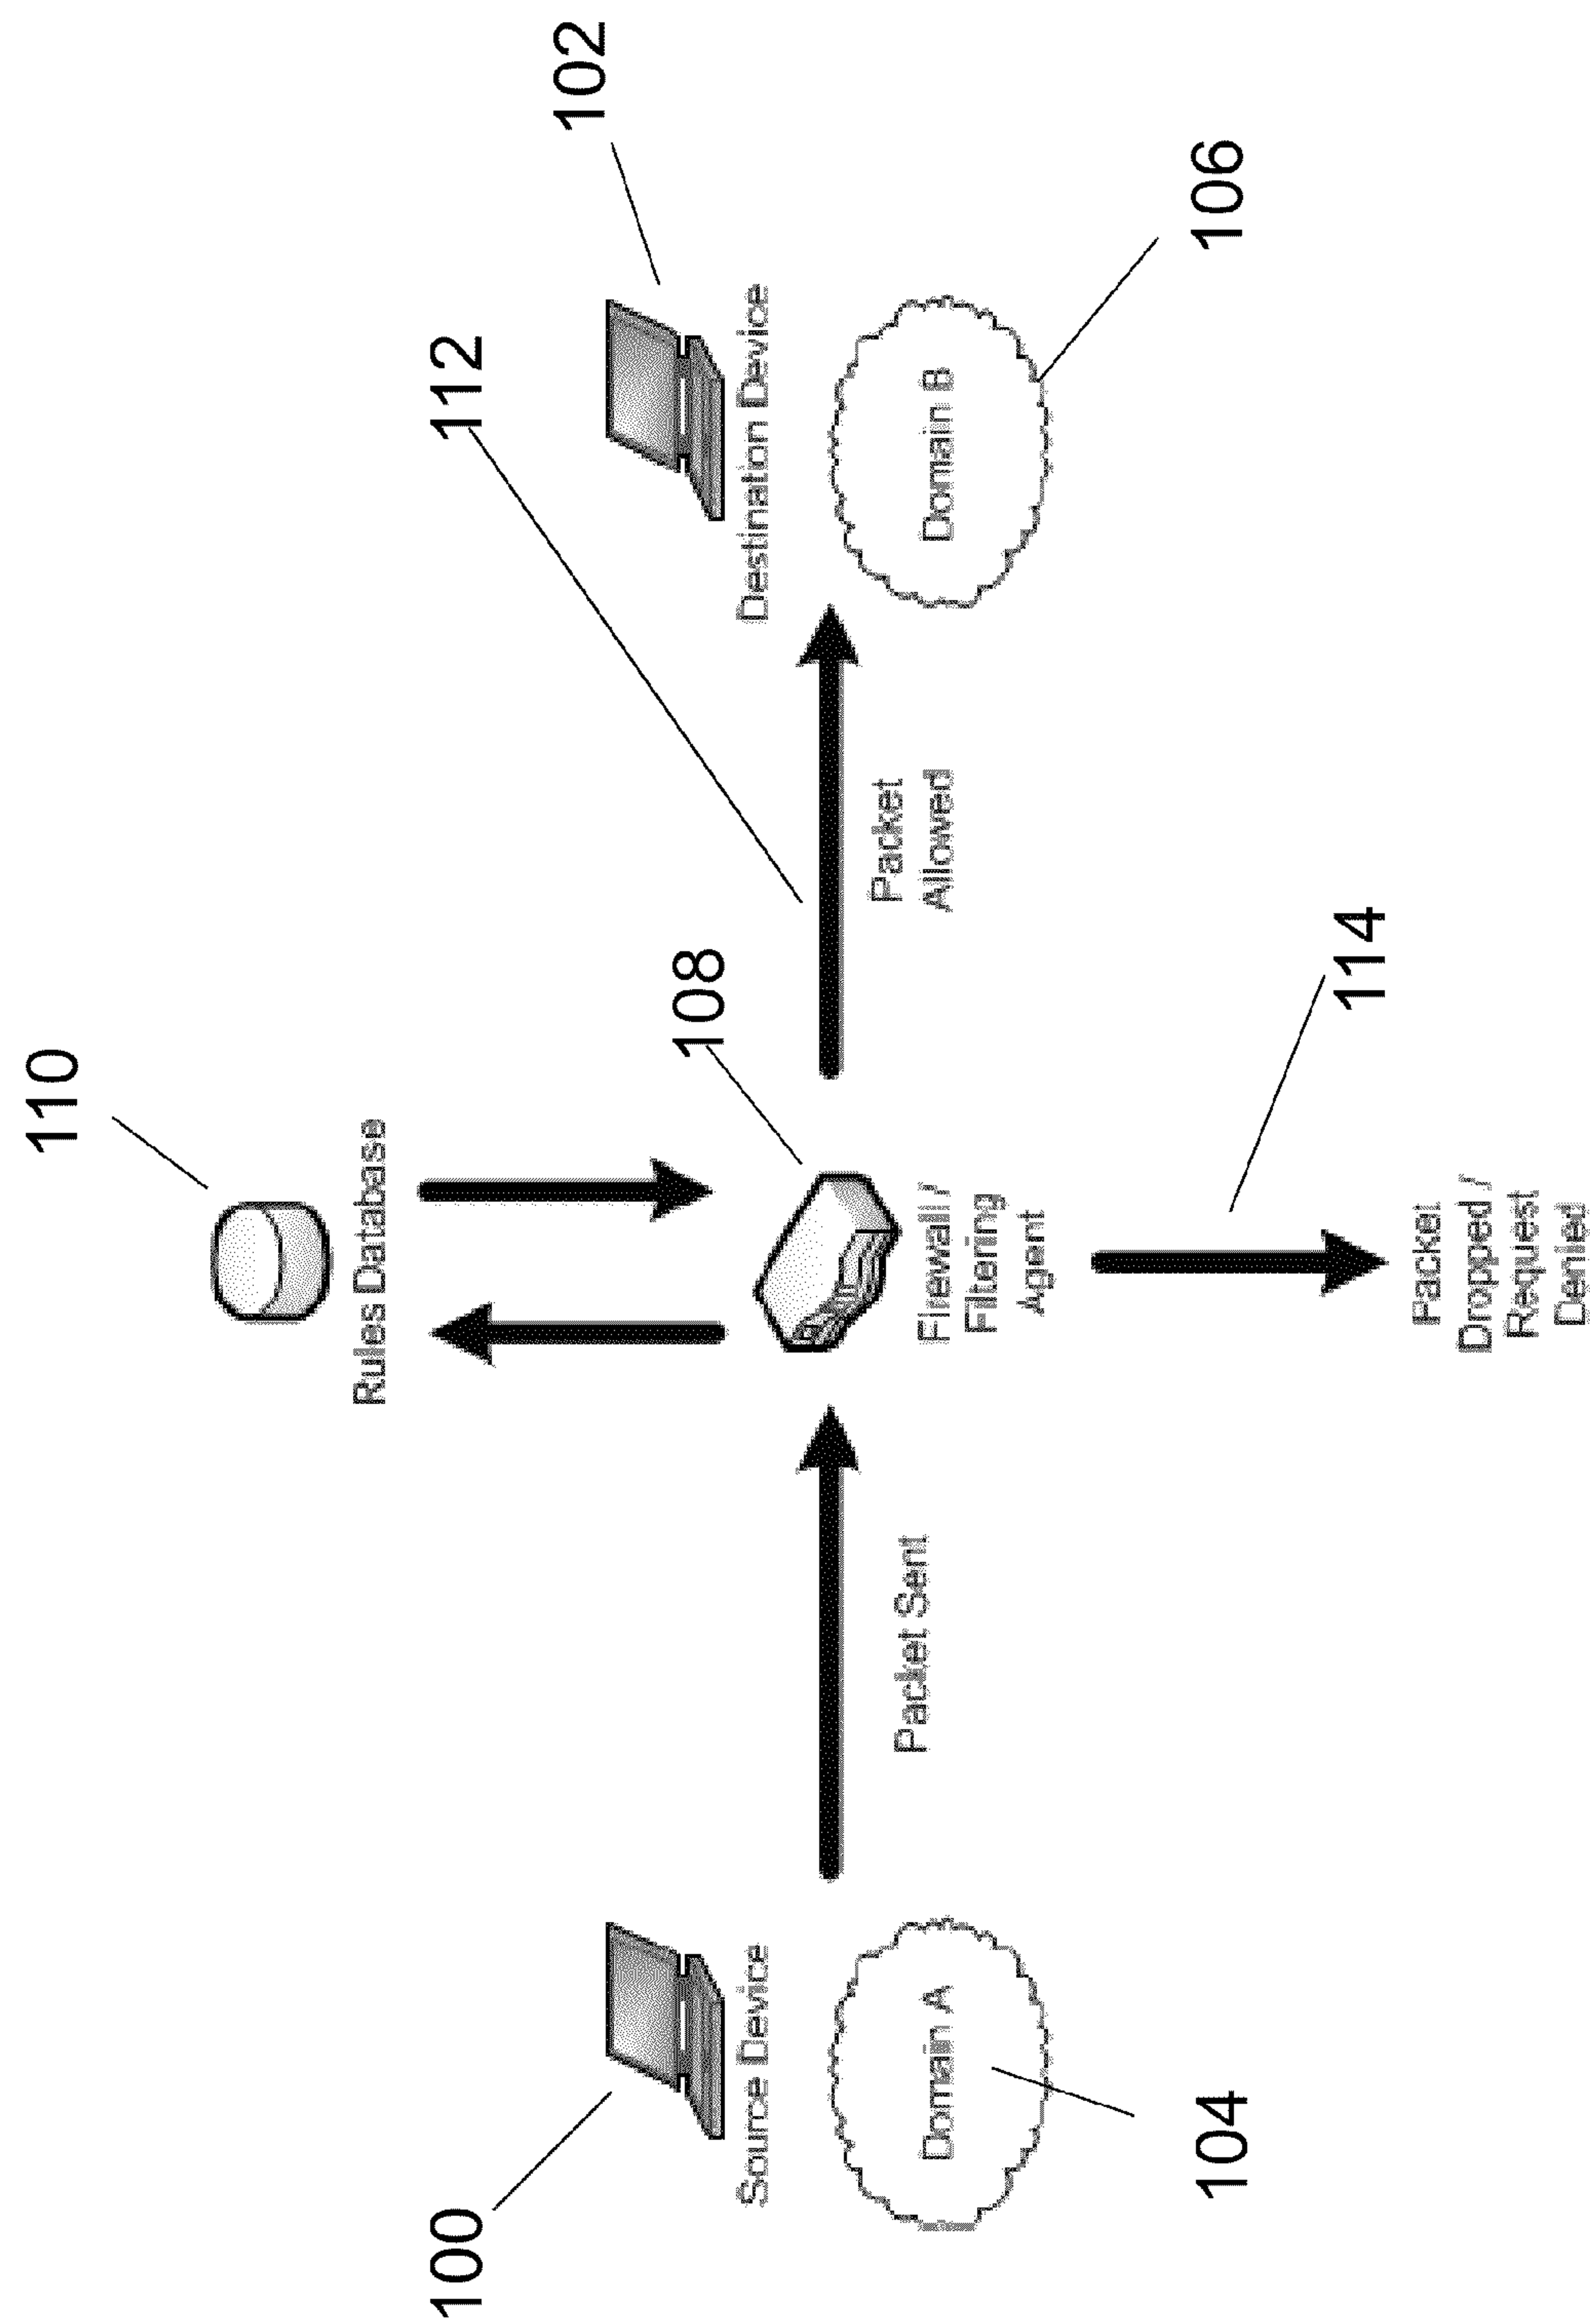 110
Rules Database
112
102
108
100
Source Device
Destination Device
Domain A
Packet Sent
Firewall/
Filtering
Agent
Packet
Allowed
Domain B
104
114
106
Packet
Dropped /
Request
Denied